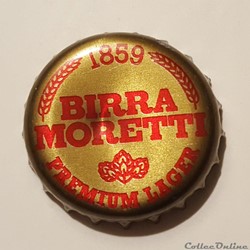 1859
BIRRA
MORETTI
PREMIUM LAGER
CollecOnline